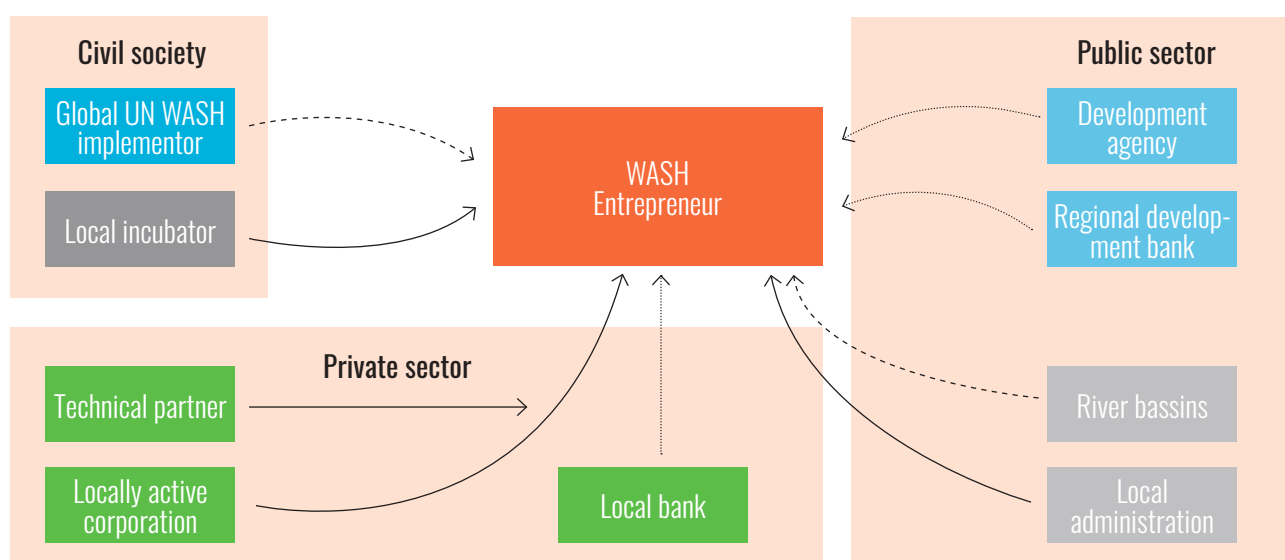 Civil society
Global UN WASH
implementor
Local incubator
WASH
Entrepreneur
Public sector
Development
agency
Regional develop-
ment bank
Private sector
Technical partner
Locally active
corporation
Local bank
River bassins
Local
administration